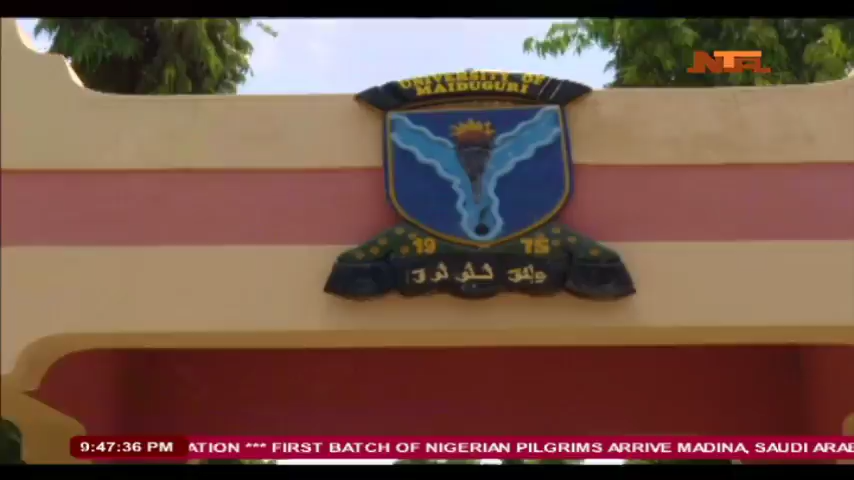 NTA
UNIVERSITY OF
MAIDUGURI
19 75
9:47:36 PM
ATION *** FIRST BATCH OF NIGERIAN PILGRIMS ARRIVE MADINA, SAUDI ARAB